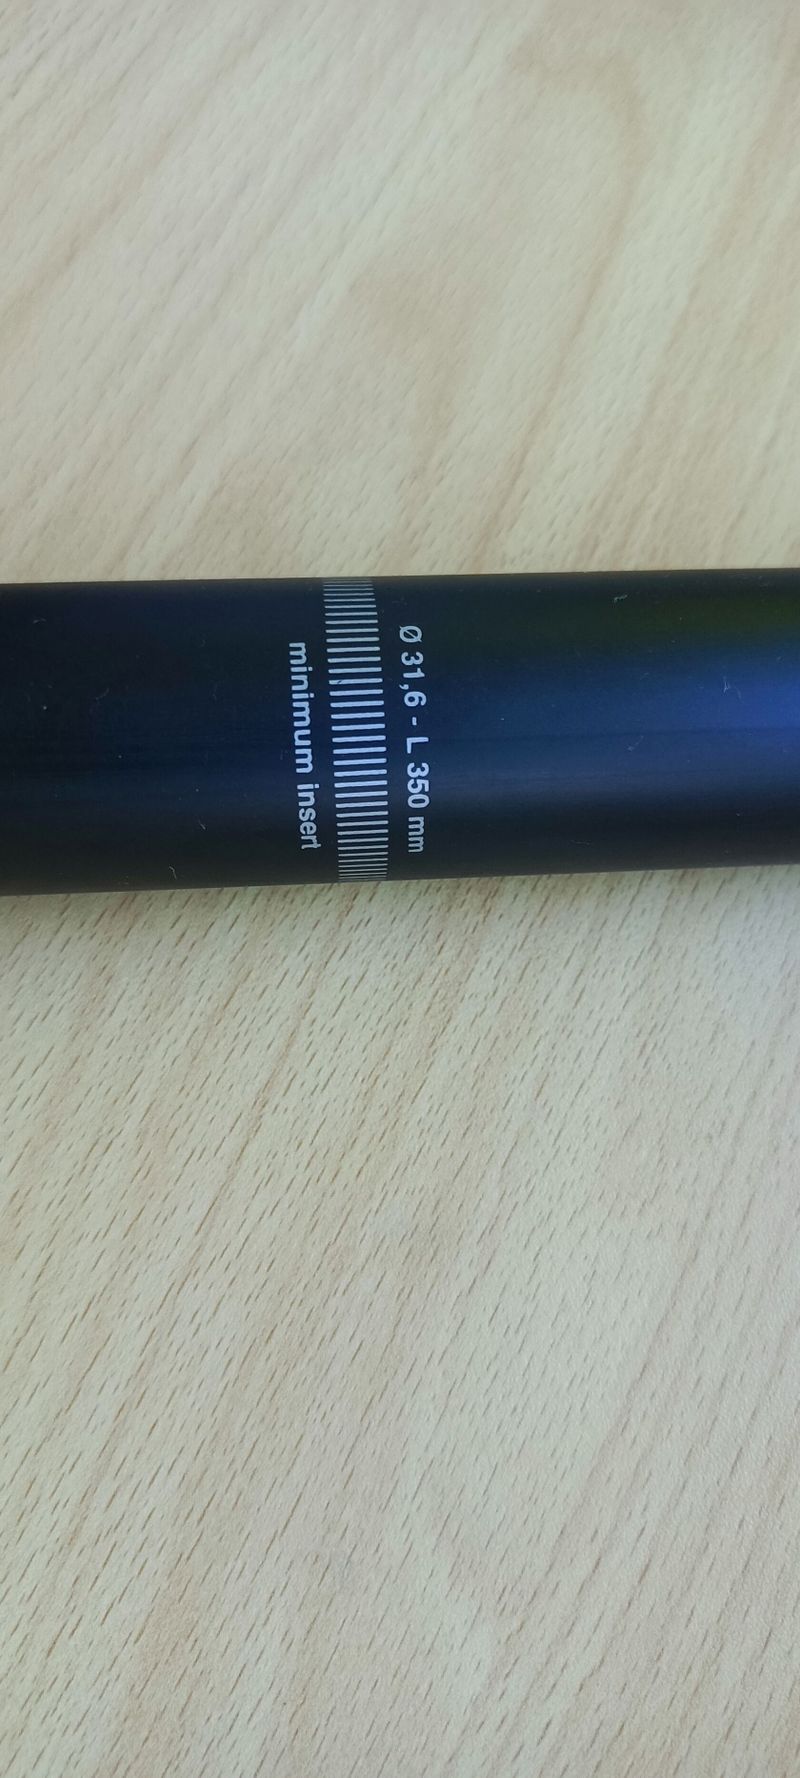 Ø 31,6 - L 350 mm
minimum insert